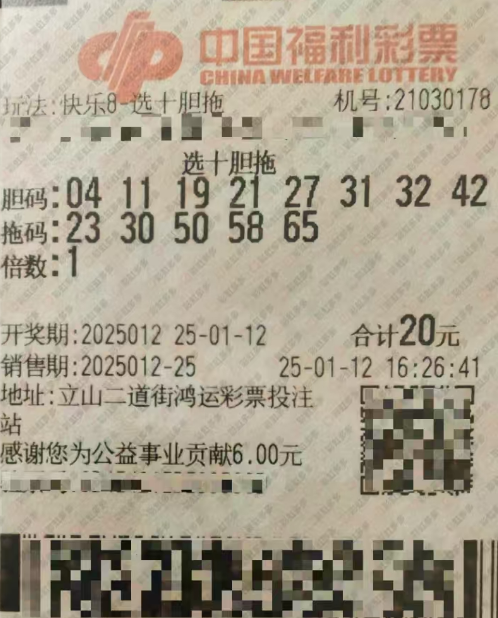 中国福利彩票
CHINA WELFARE LOTTERY
玩法:快乐8-选十胆拖 机号:21030178
选十胆拖
胆码:04 11 19 21 27 31 32 42
拖码:23 30 50 58 65
倍数:1
开奖期:2025012 25-01-12 合计20元
销售期:2025012-25 25-01-12 16:26:41
地址:立山二道街鸿运彩票投注
站
感谢您为公益事业贡献6.00元